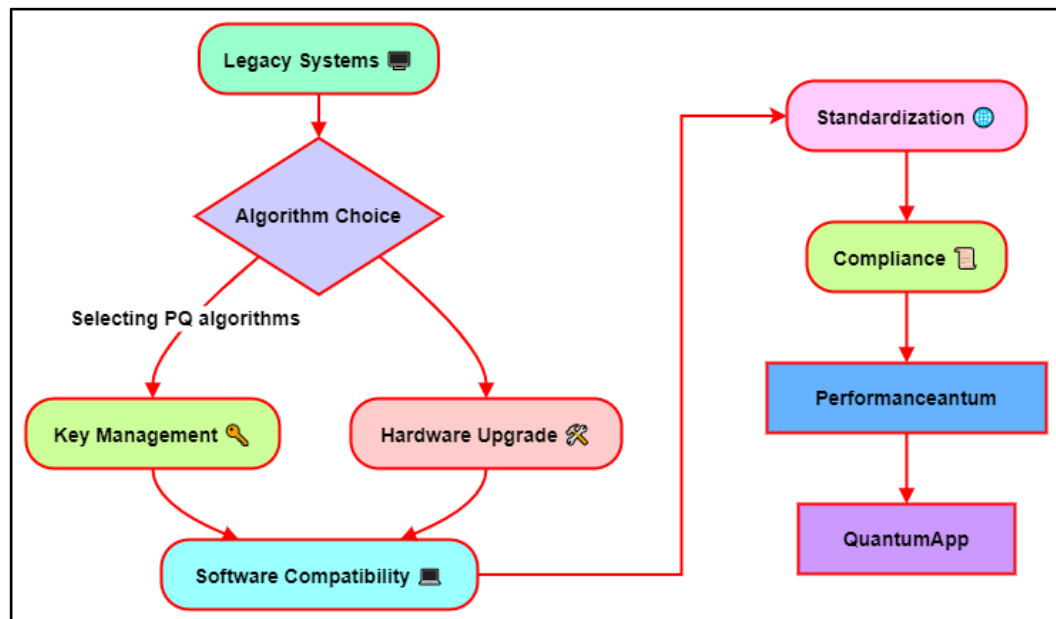 Legacy Systems 🖥️
Algorithm Choice
Selecting PQ algorithms
Key Management 🔑
Hardware Upgrade 🛠️
Software Compatibility 💻
Standardization 🌐
Compliance 📜
Performanceantum
QuantumApp